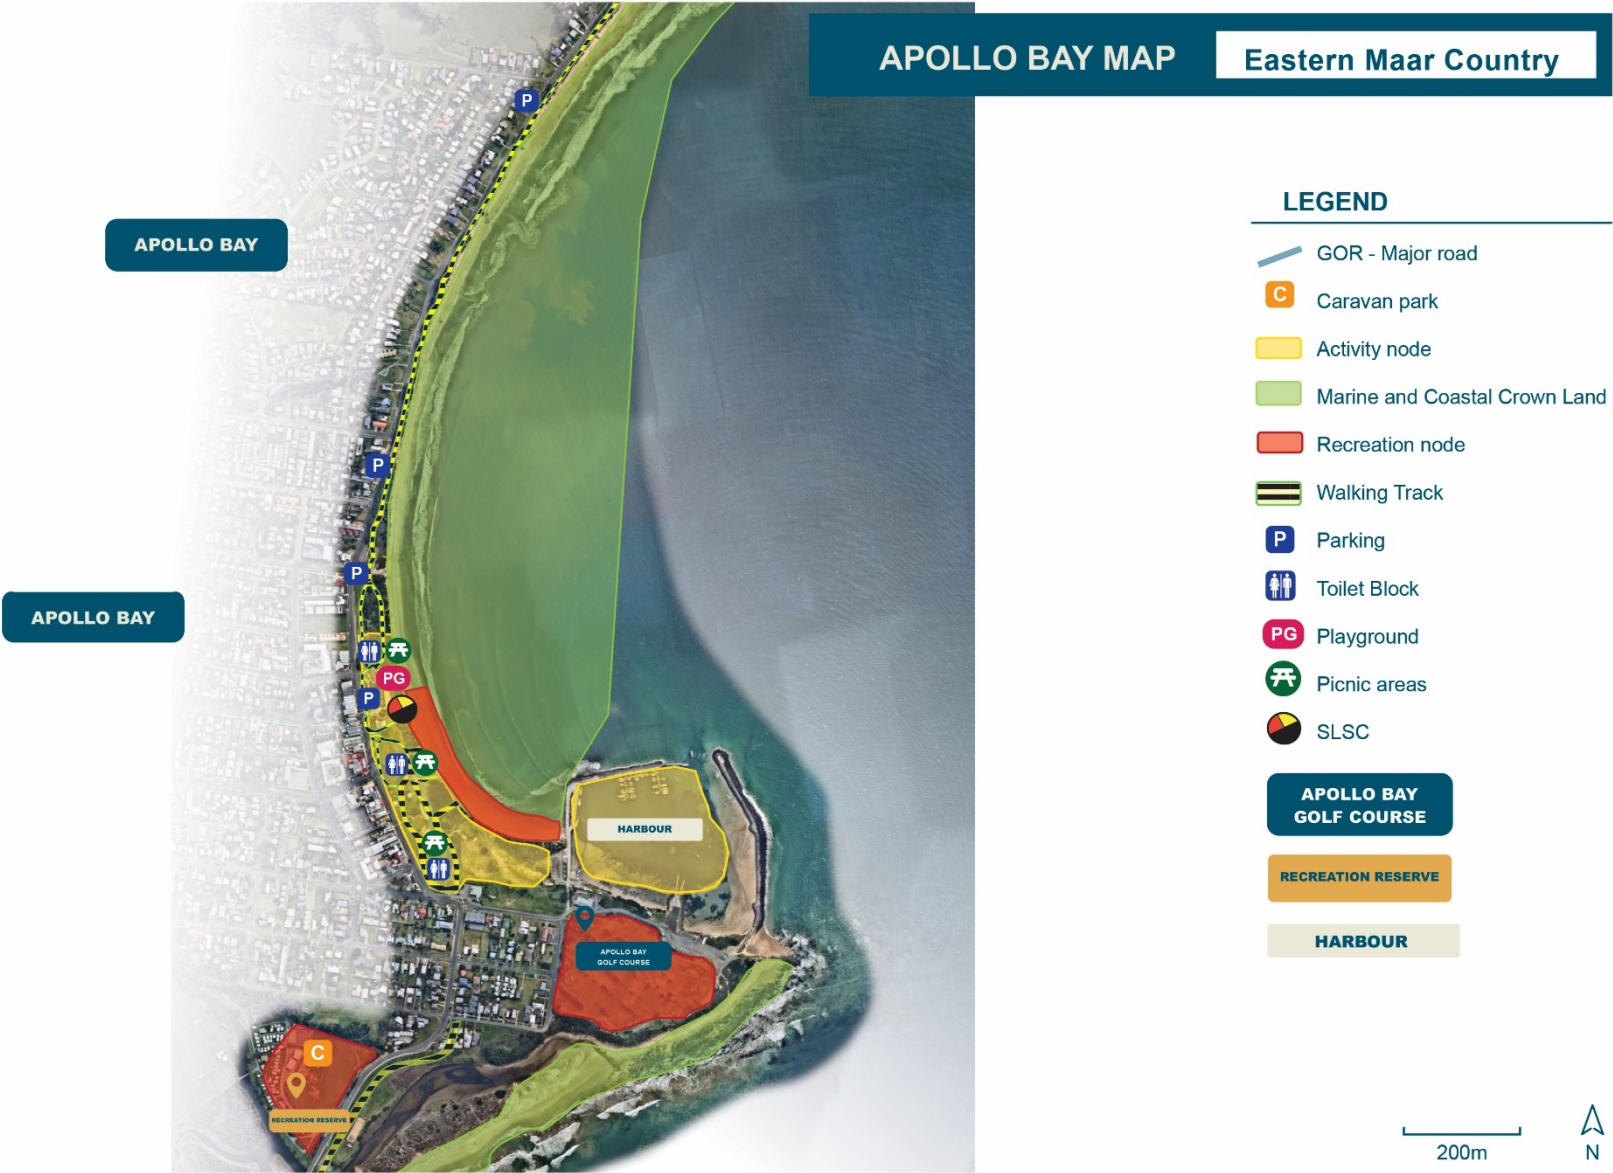 APOLLO BAY MAP
Eastern Maar Country
P
APOLLO BAY
LEGEND
GOR - Major road
C
Caravan park
Activity node
Marine and Coastal Crown Land
Recreation node
Walking Track
P
Parking
Toilet Block
PG
Playground
Picnic areas
SLSC
APOLLO BAY
GOLF COURSE
RECREATION RESERVE
HARBOUR
P
P
APOLLO BAY
PG
P
HARBOUR
APOLLO BAY
GOLF COURSE
C
RECREATION RESERVE
200m
N